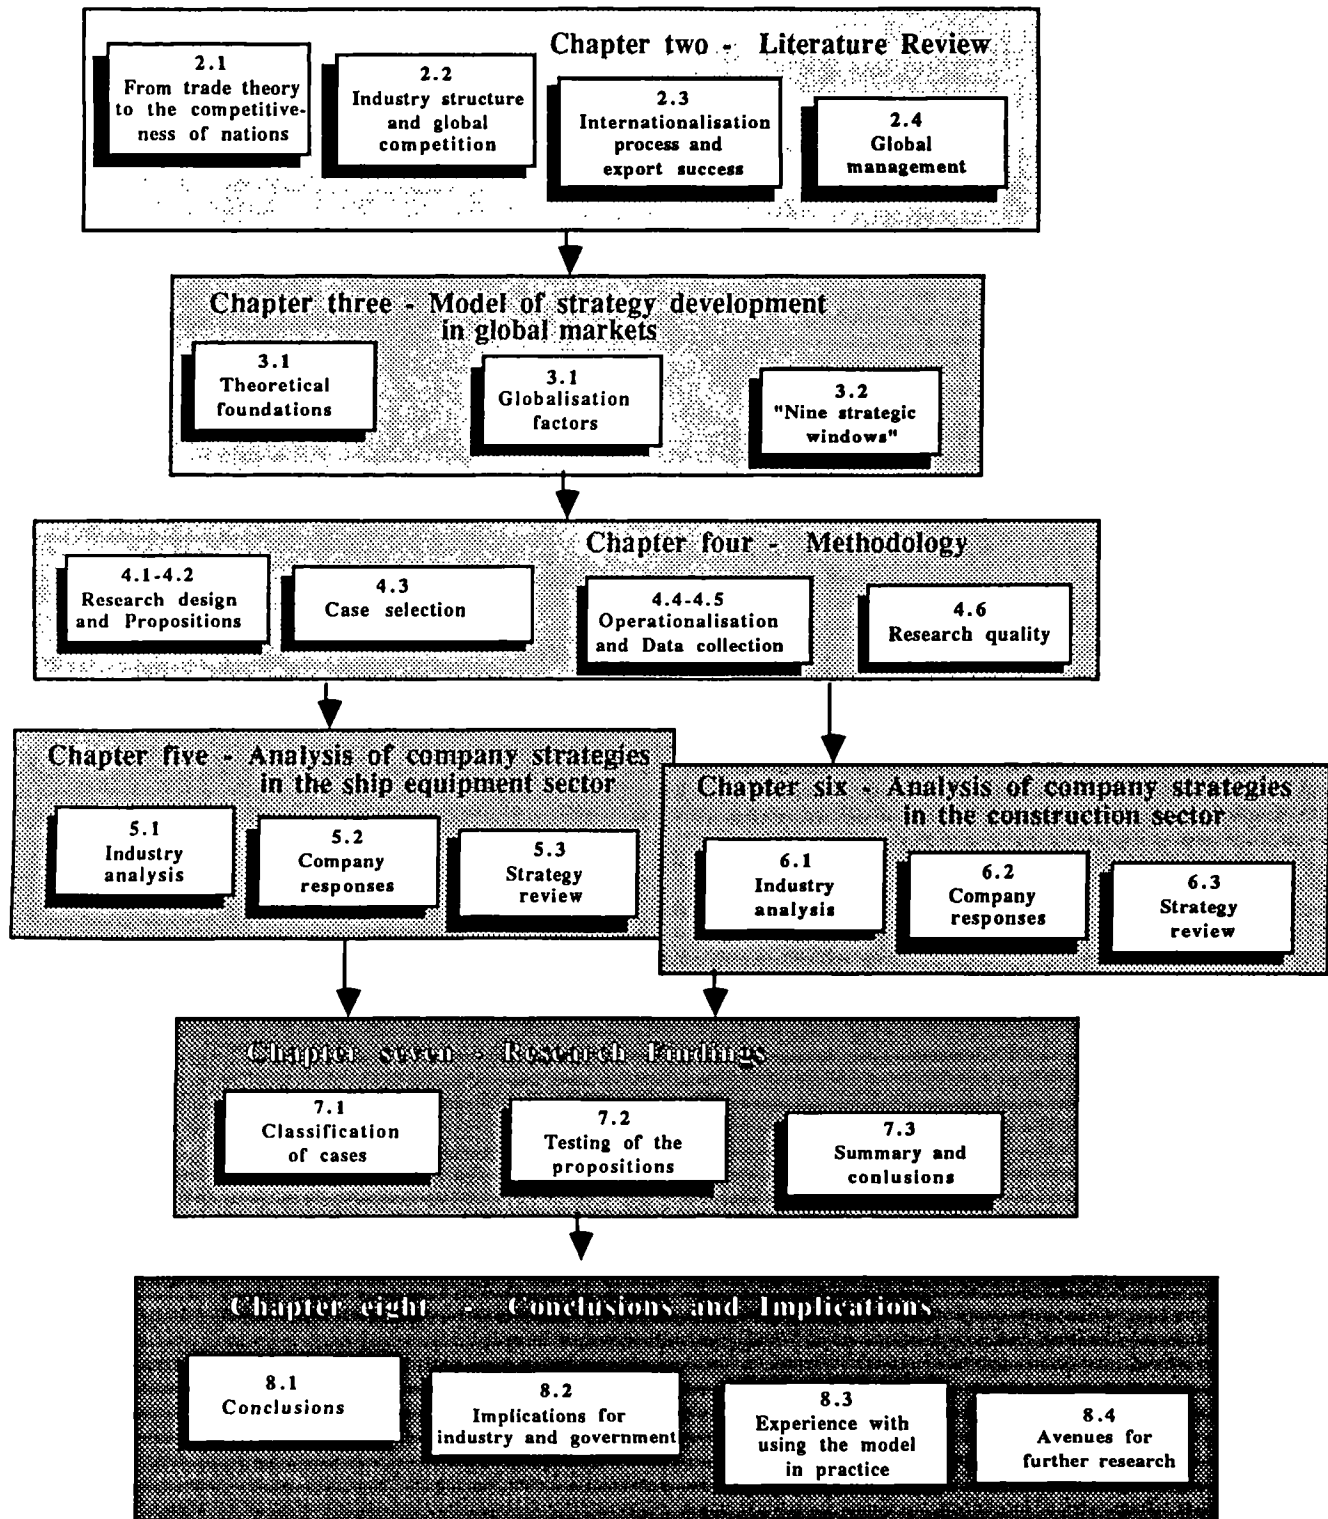 Chapter two - Literature Review
2.1
From trade theory
to the competitive-
ness of nations
2.2
Industry structure
and global
competition
2.3
Internationalisation
process and
export success
2.4
Global
management
Chapter three - Model of strategy development
in global markets
3.1
Theoretical
foundations
3.1
Globalisation
factors
3.2
"Nine strategic
windows"
Chapter four - Methodology
4.1-4.2
Research design
and Propositions
4.3
Case selection
4.4-4.5
Operationalisation
and Data collection
4.6
Research quality
Chapter five - Analysis of company strategies
in the ship equipment sector
5.1
Industry
analysis
5.2
Company
responses
5.3
Strategy
review
Chapter six - Analysis of company strategies
in the construction sector
6.1
Industry
analysis
6.2
Company
responses
6.3
Strategy
review
Chapter seven - Research Findings
7.1
Classification
of cases
7.2
Testing of the
propositions
7.3
Summary and
conlusions
Chapter eight - Conclusions and Implications
8.1
Conclusions
8.2
Implications for
industry and government
8.3
Experience with
using the model
in practice
8.4
Avenues for
further research